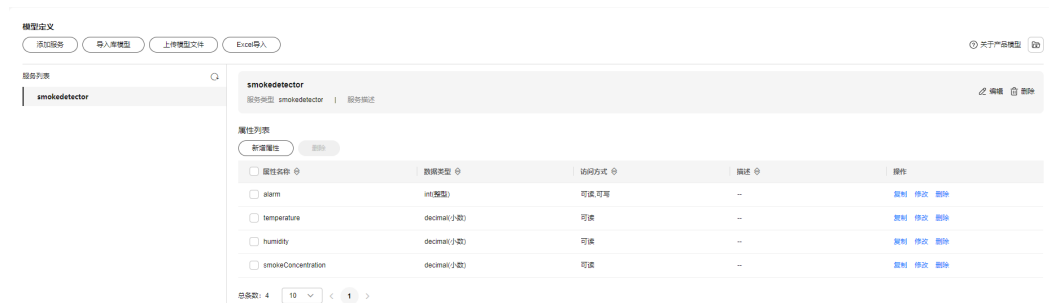 模型定义
添加服务 导入库模型 上传模型文件 Excel导入 关于产品模型
服务列表
smokedetector
smokedetector
服务类型 smokedetector | 服务描述
编辑 删除
属性列表
新增属性 删除
属性名称 数据类型 访问方式 描述 操作
alarm int(整型) 可读,可写 -- 复制 修改 删除
temperature decimal(小数) 可读 -- 复制 修改 删除
humidity decimal(小数) 可读 -- 复制 修改 删除
smokeConcentration decimal(小数) 可读 -- 复制 修改 删除
总条数: 4 10 < 1 >